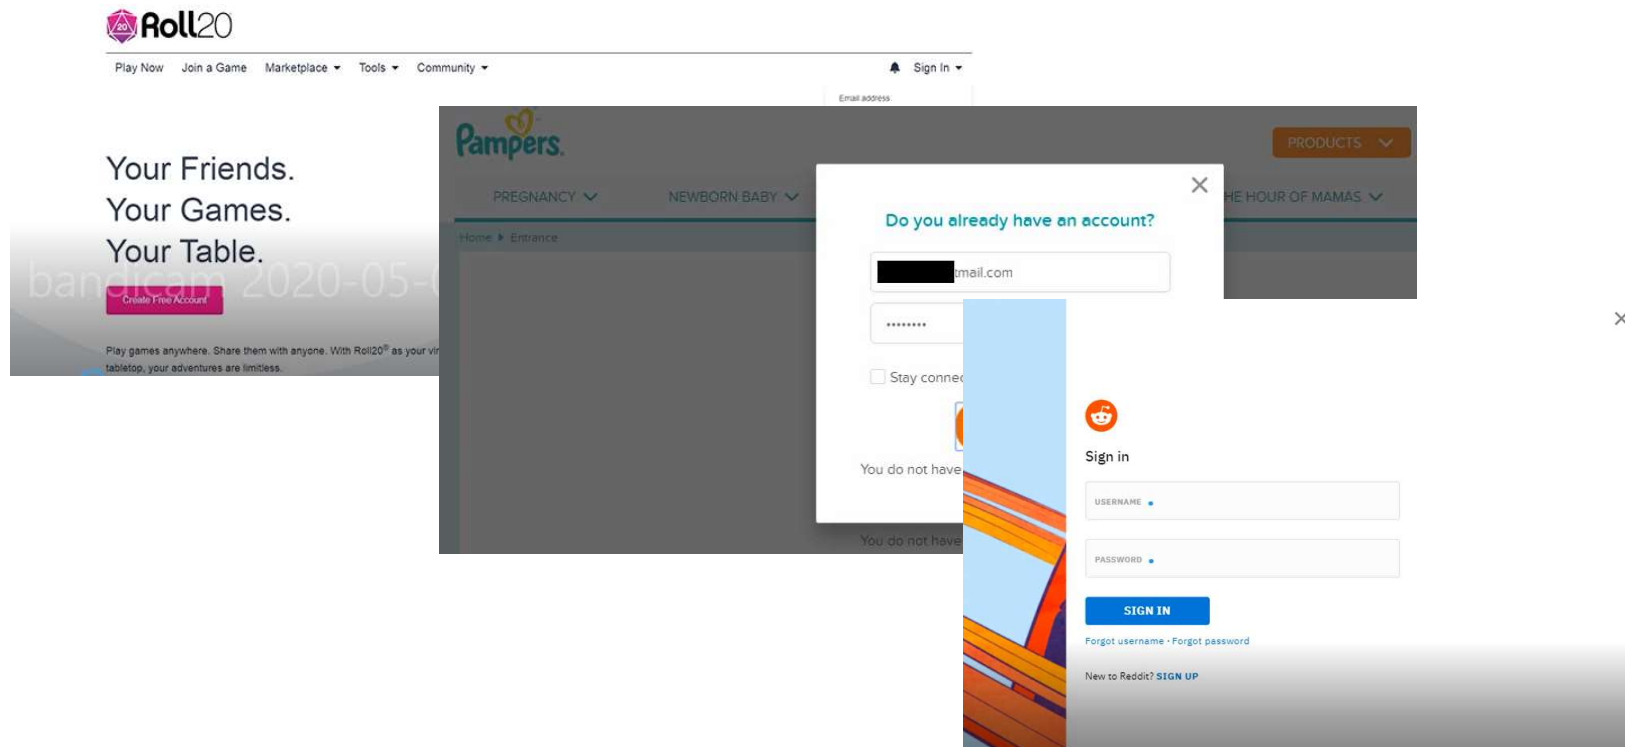 Roll20
Play Now Join a Game Marketplace Tools Community Sign In
Email address
Your Friends.
Your Games.
Your Table.
bandicam 2020-05-
Create Free Account
Play games anywhere. Share them with anyone. With Roll20® as your
tabletop, your adventures are limitless.
Pampers.
PRODUCTS
PREGNANCY NEWBORN BABY HE HOUR OF MAMAS
Home Entrance
Do you already have an account?
tmail.com
Stay connec
You do not have
You do not have
Sign in
USERNAME
PASSWORD
SIGN IN
Forgot username · Forgot password
New to Reddit? SIGN UP